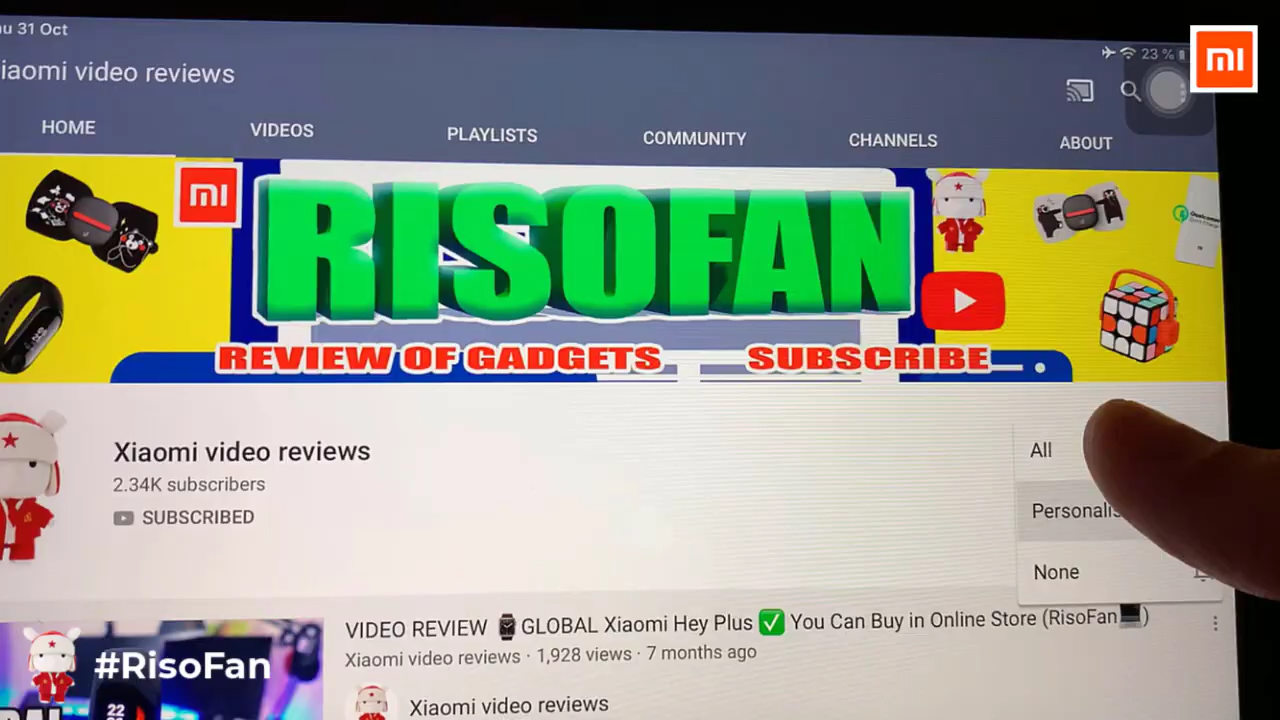 nu 31 Oct
23 %
iaomi video reviews
HOME
VIDEOS
PLAYLISTS
COMMUNITY
CHANNELS
ABOUT
RISOFAN
REVIEW OF GADGETS
SUBSCRIBE
Xiaomi video reviews
2.34K subscribers
SUBSCRIBED
All
Personalis
None
VIDEO REVIEW ⌚GLOBAL Xiaomi Hey Plus ✅ You Can Buy in Online Store (RisoFan💻)
Xiaomi video reviews · 1,928 views · 7 months ago
Xiaomi video reviews
#RisoFan
22